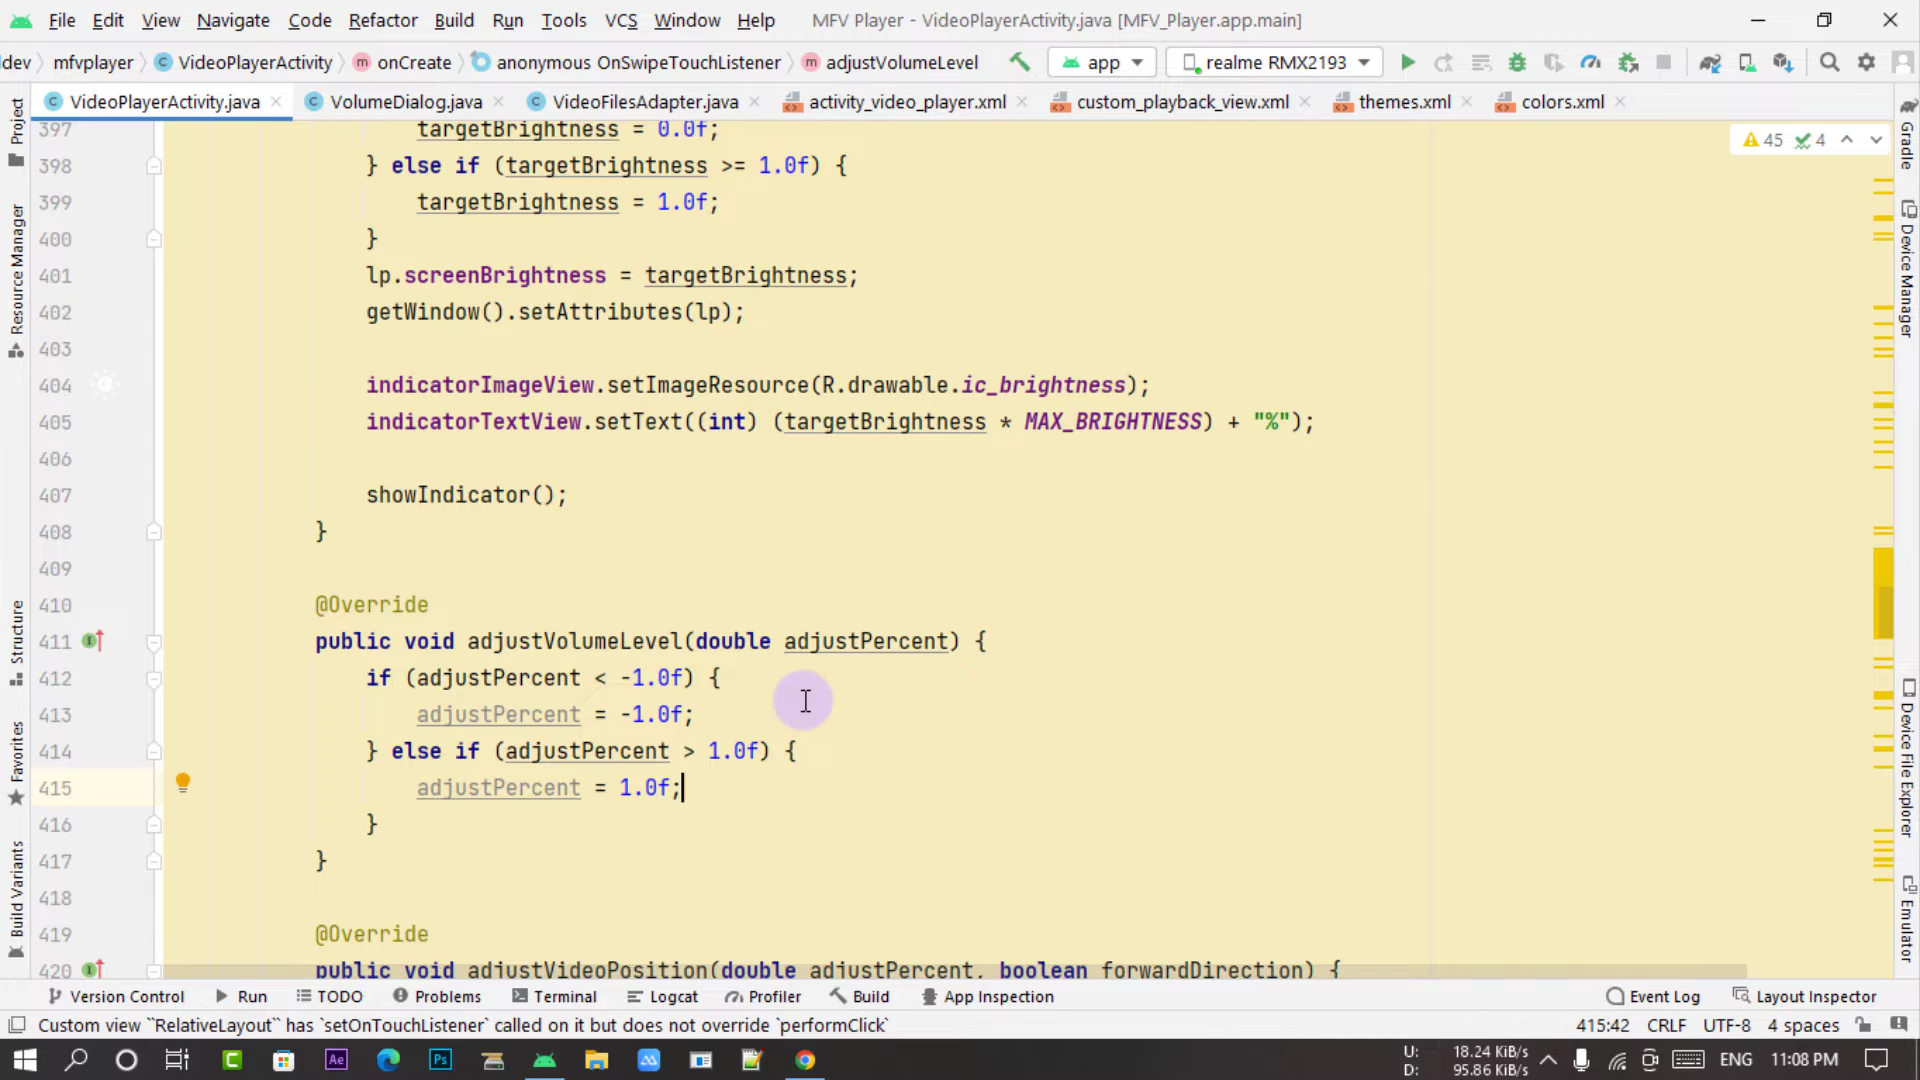 File Edit View Navigate Code Refactor Build Run Tools VCS Window Help MFV Player - VideoPlayerActivity.java [MFV_Player.app.main]
dev mfvplayer VideoPlayerActivity onCreate anonymous OnSwipeTouchListener adjustVolumeLevel app realme RMX2193
VideoPlayerActivity.java VolumeDialog.java VideoFilesAdapter.java activity_video_player.xml custom_playback_view.xml themes.xml colors.xml
Project
Resource Manager
Structure
Favorites
Build Variants
45 4
397 targetBrightness = 0.0f;
398 } else if (targetBrightness >= 1.0f) {
399 targetBrightness = 1.0f;
400 }
401 lp.screenBrightness = targetBrightness;
402 getWindow().setAttributes(lp);
403
404 indicatorImageView.setImageResource(R.drawable.ic_brightness);
405 indicatorTextView.setText((int) (targetBrightness * MAX_BRIGHTNESS) + "%");
406
407 showIndicator();
408 }
409
410 @Override
411 public void adjustVolumeLevel(double adjustPercent) {
412 if (adjustPercent < -1.0f) {
413 adjustPercent = -1.0f;
414 } else if (adjustPercent > 1.0f) {
415 adjustPercent = 1.0f;
416 }
417 }
418
419 @Override
420 public void adjustVideoPosition(double adjustPercent, boolean forwardDirection) {
Gradle
Device Manager
Device File Explorer
Emulator
Version Control Run TODO Problems Terminal Logcat Profiler Build App Inspection Event Log Layout Inspector
Custom view ``RelativeLayout`` has `setOnTouchListener` called on it but does not override `performClick` 415:42 CRLF UTF-8 4 spaces
U: 18.24 KiB/s
D: 95.86 KiB/s
ENG 11:08 PM